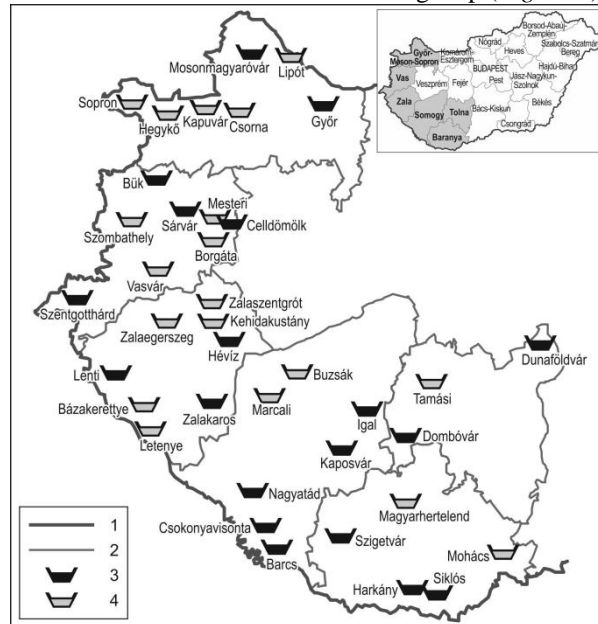 Mosonmagyaróvár
Lipót
Sopron
Hegykő
Kapuvár
Csorna
Győr
Bük
Mesteri
Sárvár
Celldömölk
Szombathely
Borgáta
Vasvár
Szentgotthárd
Zalaszentgrót
Zalaegerszeg
Kehidakustány
Hévíz
Lenti
Bázakerettye
Zalakaros
Letenye
Buzsák
Marcali
Igal
Kaposvár
Tamási
Dunaföldvár
Dombóvár
Nagyatád
Csokonyavisonta
Barcs
Szigetvár
Magyarhertelend
Mohács
Harkány
Siklós
1
2
3
4
Borsod-Abaúj-
Zemplén
Nógrád
Heves
Szabolcs-Szatmár-
Bereg
Győr-
Moson-Sopron
Komárom-
Esztergom
BUDAPEST
Pest
Hajdú-Bihar
Vas
Veszprém
Fejér
Jász-Nagykun-
Szolnok
Zala
Somogy
Tolna
Bács-Kiskun
Békés
Csongrád
Baranya